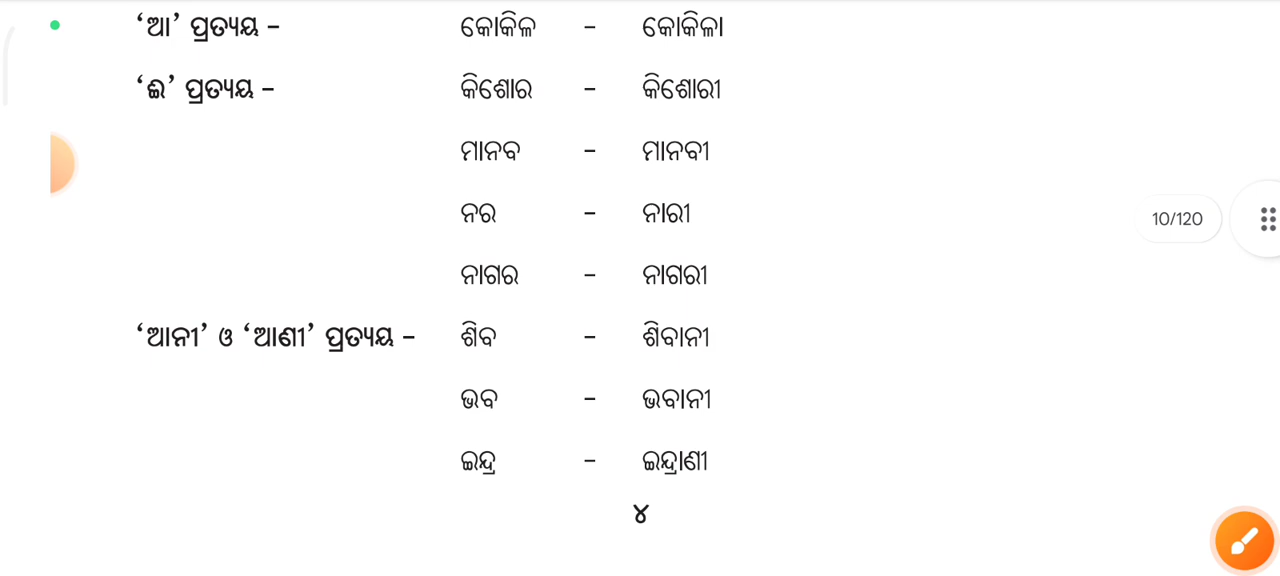 ‘ଆ’ ପ୍ରତ୍ୟୟ – କୋକିଳ – କୋକିଳା
‘ଈ’ ପ୍ରତ୍ୟୟ – କିଶୋର – କିଶୋରୀ
ମାନବ – ମାନବୀ
ନର – ନାରୀ
10/120
ନାଗର – ନାଗରୀ
‘ଆନୀ’ ଓ ‘ଆଣୀ’ ପ୍ରତ୍ୟୟ – ଶିବ – ଶିବାନୀ
ଭବ – ଭବାନୀ
ଇନ୍ଦ୍ର – ଇନ୍ଦ୍ରାଣୀ
୪